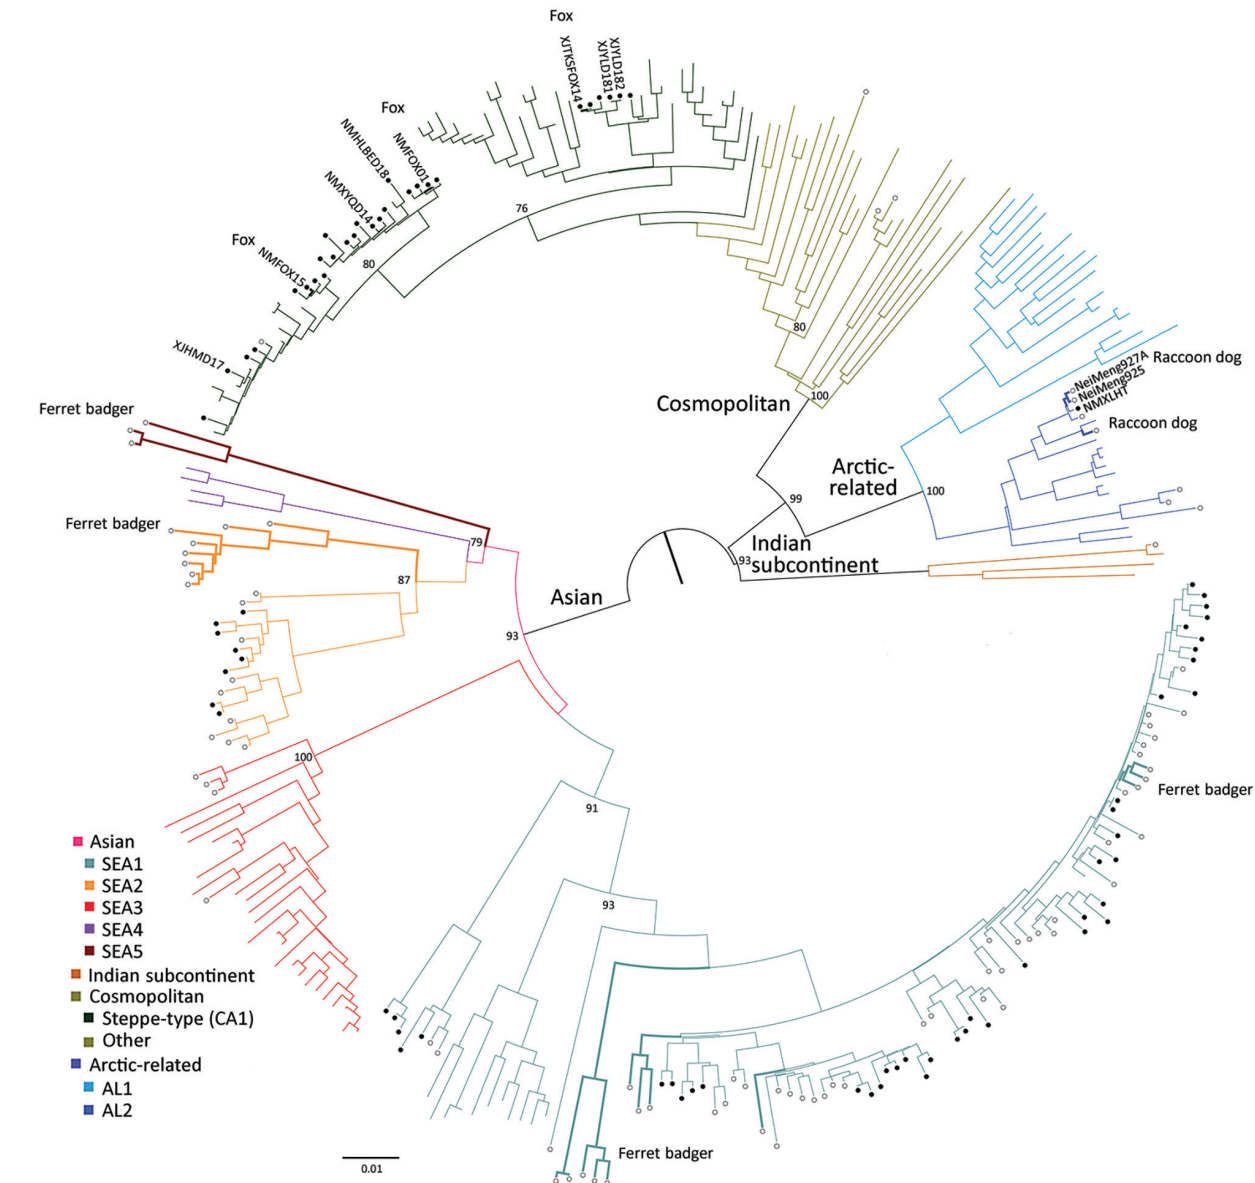 Fox
XJTKSFOX14
XJYLD181
XJYLD182
Fox
NMHLBED18
NMFOX01
NMXYQD14
76
Fox
NMFOX15
80
XJHMD17
80
Raccoon dog
NeiMeng927A
NeiMeng925
NMXLHT
Ferret badger
Cosmopolitan
100
Raccoon dog
Arctic-
related
100
99
Ferret badger
79
Indian
subcontinent
93
87
Asian
93
100
Ferret badger
91
93
Asian
SEA1
SEA2
SEA3
SEA4
SEA5
Indian subcontinent
Cosmopolitan
Steppe-type (CA1)
Other
Arctic-related
AL1
AL2
Ferret badger
0.01